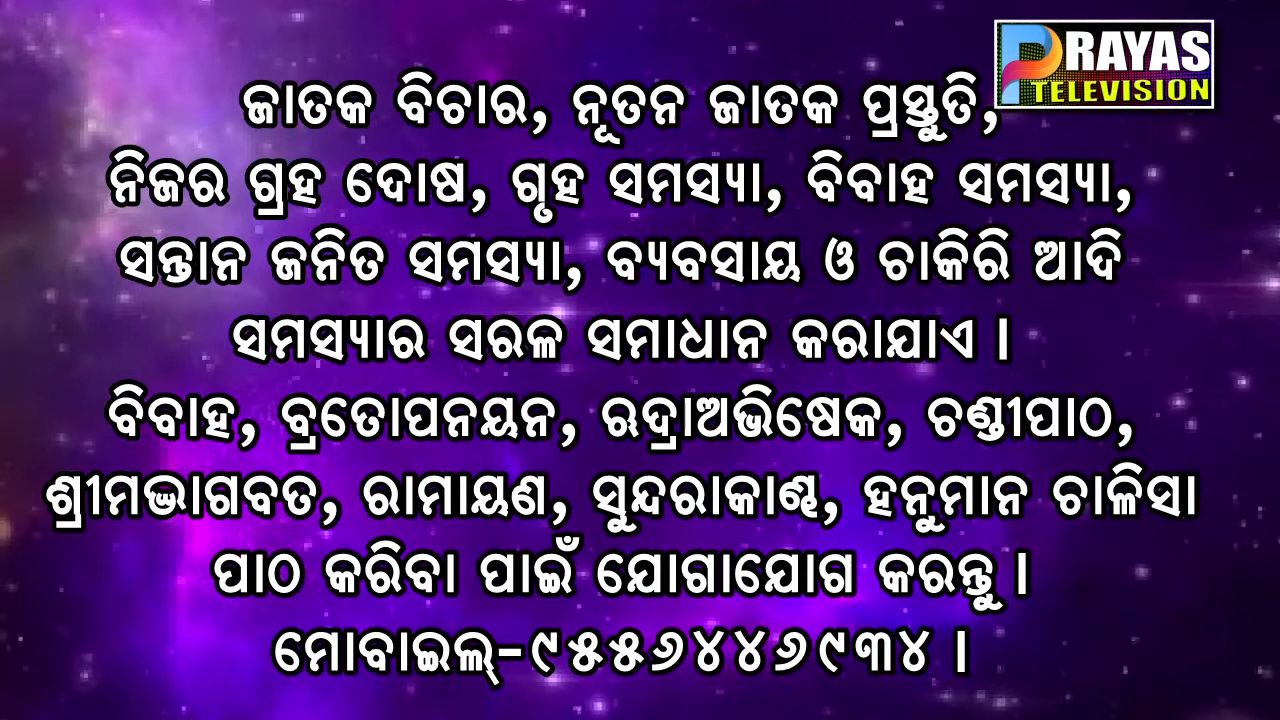 PRAYAS
TELEVISION
ଜାତକ ବିଚାର, ନୂତନ ଜାତକ ପ୍ରସ୍ତୁତି,
ନିଜର ଗ୍ରହ ଦୋଷ, ଗୃହ ସମସ୍ୟା, ବିବାହ ସମସ୍ୟା,
ସନ୍ତାନ ଜନିତ ସମସ୍ୟା, ବ୍ୟବସାୟ ଓ ଚାକିରି ଆଦି
ସମସ୍ୟାର ସରଳ ସମାଧାନ କରାଯାଏ ।
ବିବାହ, ବ୍ରତୋପନୟନ, ଋଦ୍ରାଅଭିଷେକ, ଚଣ୍ଡୀପାଠ,
ଶ୍ରୀମଦ୍ଭାଗବତ, ରାମାୟଣ, ସୁନ୍ଦରାକାଣ୍ଡ, ହନୁମାନ ଚାଳିସା
ପାଠ କରିବା ପାଇଁ ଯୋଗାଯୋଗ କରନ୍ତୁ ।
ମୋବାଇଲ୍-୯୫୫୬୪୪୬୯୩୪ ।